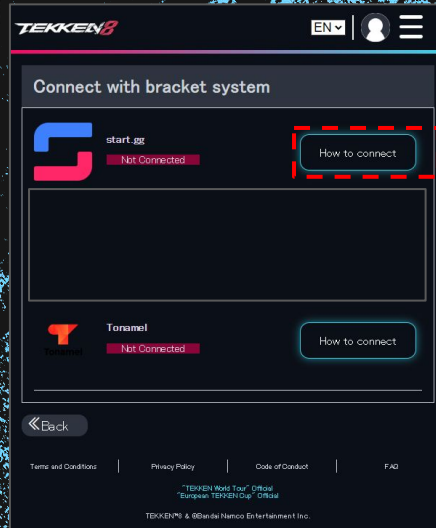 TEKKEN8
EN
Connect with bracket system
start.gg
Not Connected
How to connect
Tonamel
Tonamel
Not Connected
How to connect
Back
Terms and Conditions
Privacy Policy
Code of Conduct
FAQ
"TEKKEN World Tour" Official
"European TEKKEN Cup" Official
TEKKEN™8 & ©Bandai Namco Entertainment Inc.